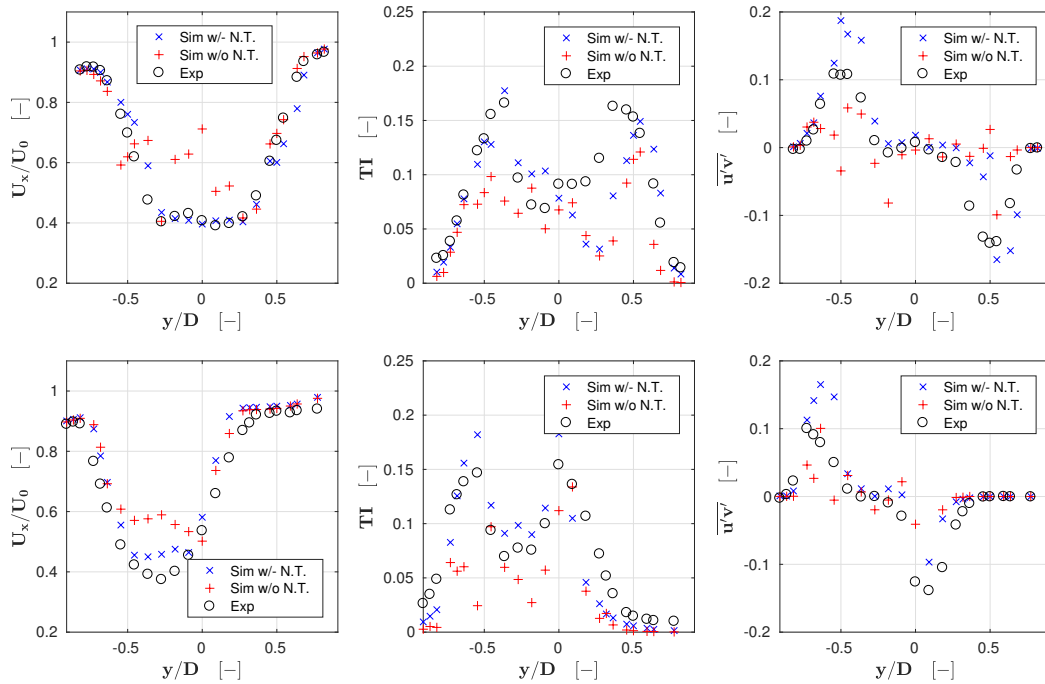 1
0.8
0.6
0.4
0.2
-0.5
0
0.5
y/D [−]
Ux/U0 [−]
Sim w/- N.T.
Sim w/o N.T.
Exp
0.25
0.2
0.15
0.1
0.05
0
-0.5
0
0.5
y/D [−]
TI [−]
Sim w/- N.T.
Sim w/o N.T.
Exp
0.2
0.1
0
-0.1
-0.2
-0.5
0
0.5
y/D [−]
u′v′ [−]
Sim w/- N.T.
Sim w/o N.T.
Exp
1
0.8
0.6
0.4
0.2
-0.5
0
0.5
y/D [−]
Ux/U0 [−]
Sim w/- N.T.
Sim w/o N.T.
Exp
0.25
0.2
0.15
0.1
0.05
0
-0.5
0
0.5
y/D [−]
TI [−]
Sim w/- N.T.
Sim w/o N.T.
Exp
0.2
0.1
0
-0.1
-0.2
-0.5
0
0.5
y/D [−]
u′v′ [−]
Sim w/- N.T.
Sim w/o N.T.
Exp